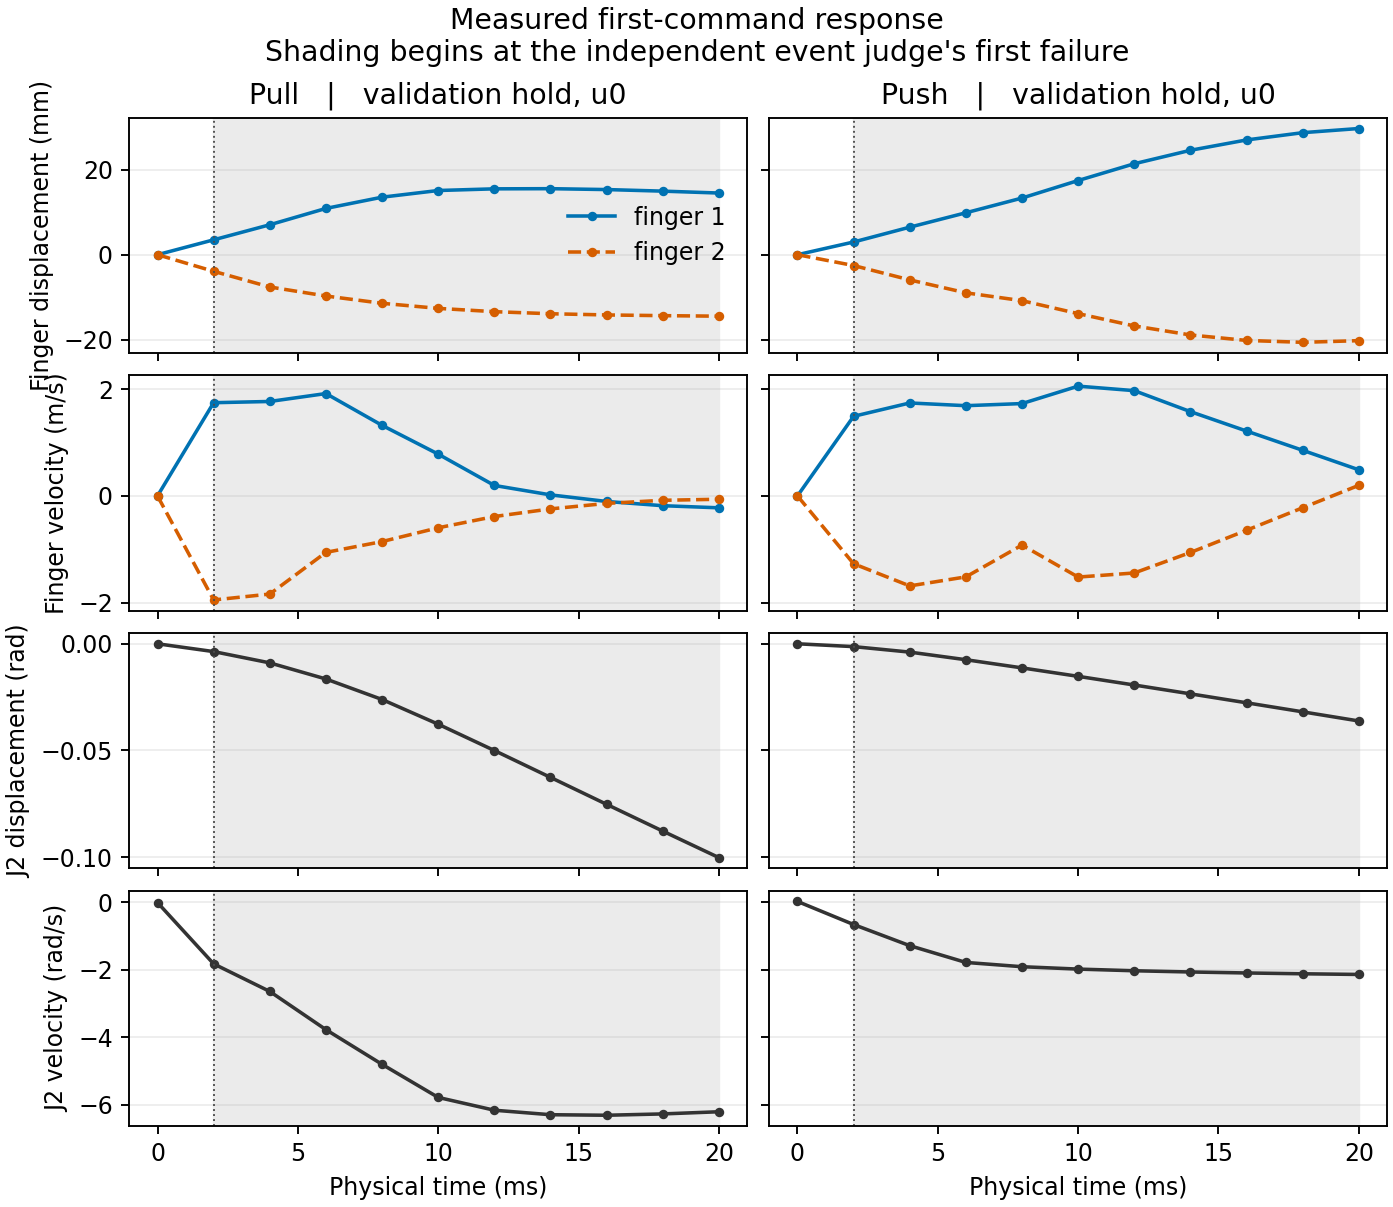 Measured first-command response
Shading begins at the independent event judge's first failure
Pull | validation hold, u0
Push | validation hold, u0
Finger displacement (mm)
20
0
−20
finger 1
finger 2
Finger velocity (m/s)
2
0
−2
J2 displacement (rad)
0.00
−0.05
−0.10
J2 velocity (rad/s)
0
−2
−4
−6
0 5 10 15 20
0 5 10 15 20
Physical time (ms)
Physical time (ms)